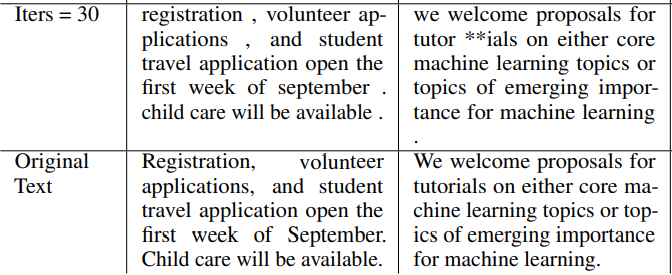 Iters = 30
registration , volunteer ap-
plications , and student
travel application open the
first week of september .
child care will be available .
we welcome proposals for
tutor **ials on either core
machine learning topics or
topics of emerging impor-
tance for machine learning
.
Original
Text
Registration, volunteer
applications, and student
travel application open the
first week of September.
Child care will be available.
We welcome proposals for
tutorials on either core ma-
chine learning topics or top-
ics of emerging importance
for machine learning.